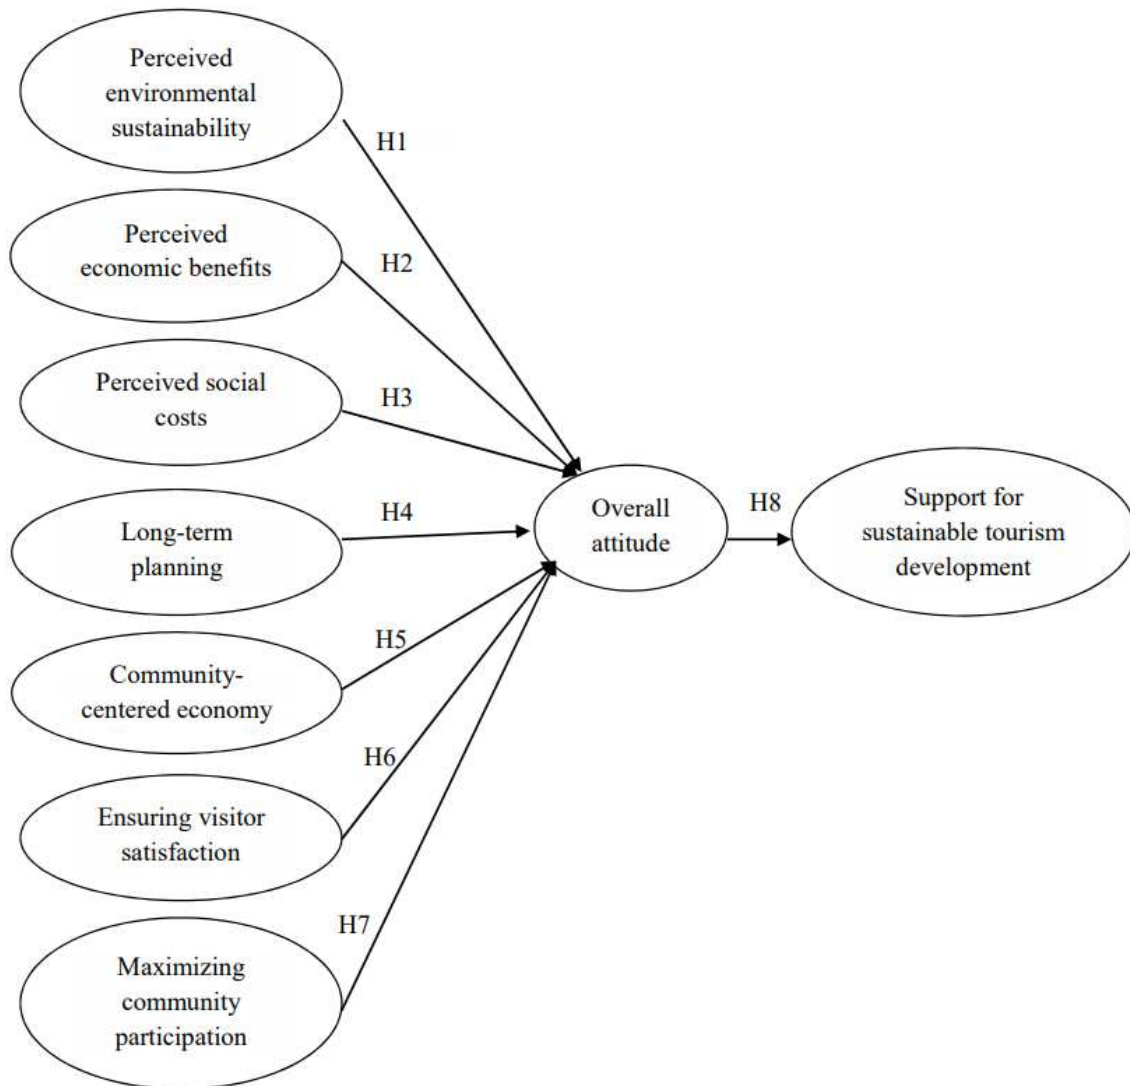 Perceived
environmental
sustainability
H1
Perceived
economic benefits
H2
Perceived social
costs
H3
Long-term
planning
H4
Community-
centered economy
H5
Ensuring visitor
satisfaction
H6
Maximizing
community
participation
H7
Overall
attitude
H8
Support for
sustainable tourism
development